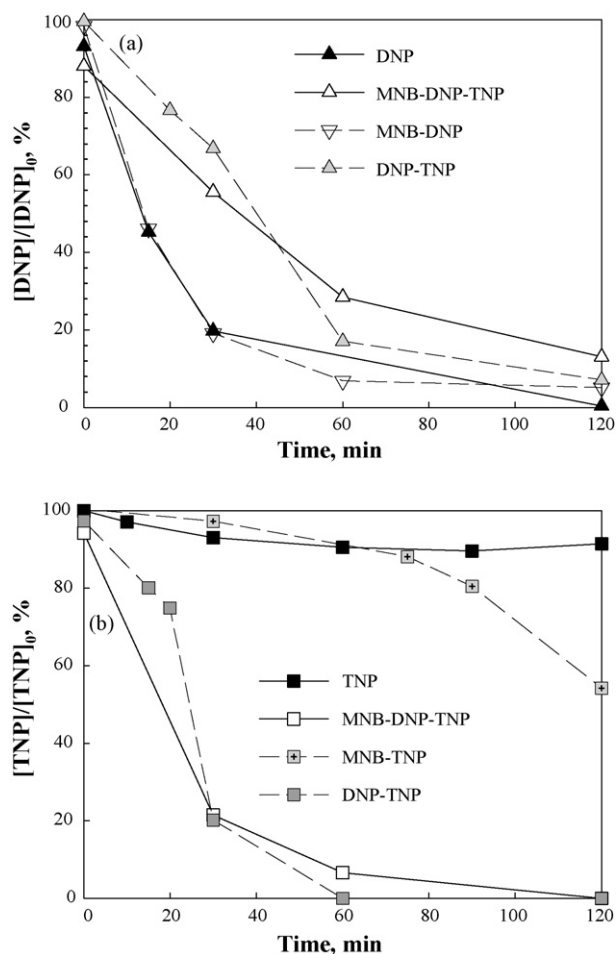 (a)
100
80
60
40
20
0
[DNP]/[DNP]₀, %
DNP
MNB-DNP-TNP
MNB-DNP
DNP-TNP
0 20 40 60 80 100 120
Time, min
100
80
60
40
20
0
[TNP]/[TNP]₀, %
(b)
TNP
MNB-DNP-TNP
MNB-TNP
DNP-TNP
0 20 40 60 80 100 120
Time, min